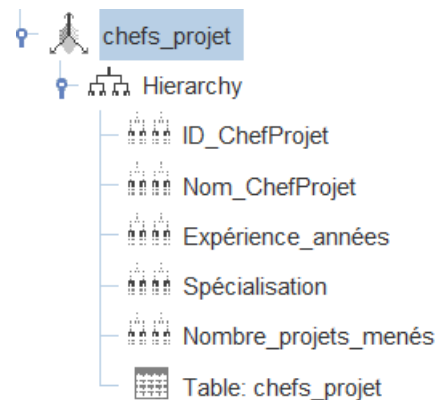 chefs_projet
Hierarchy
ID_ChefProjet
Nom_ChefProjet
Expérience_années
Spécialisation
Nombre_projets_menés
Table: chefs_projet